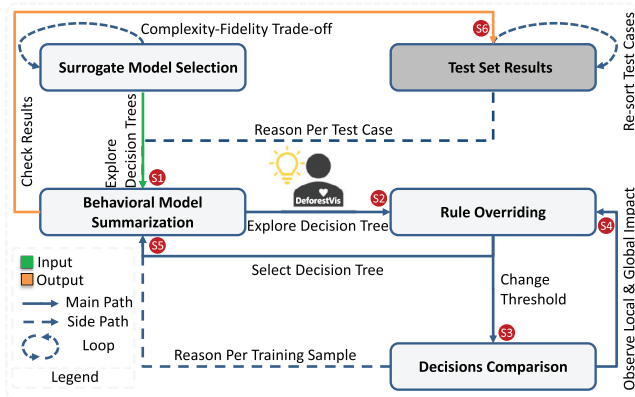 Complexity-Fidelity Trade-off
S6
Surrogate Model Selection
Test Set Results
Re-sort Test Cases
Check Results
Explore
Decision Trees
Reason Per Test Case
S1
DeforestVis
S2
Behavioral Model
Summarization
Rule Overriding
Explore Decision Tree
S4
S5
Select Decision Tree
Input
Output
Main Path
Side Path
Loop
Legend
Change
Threshold
S3
Observe Local & Global Impact
Reason Per Training Sample
Decisions Comparison